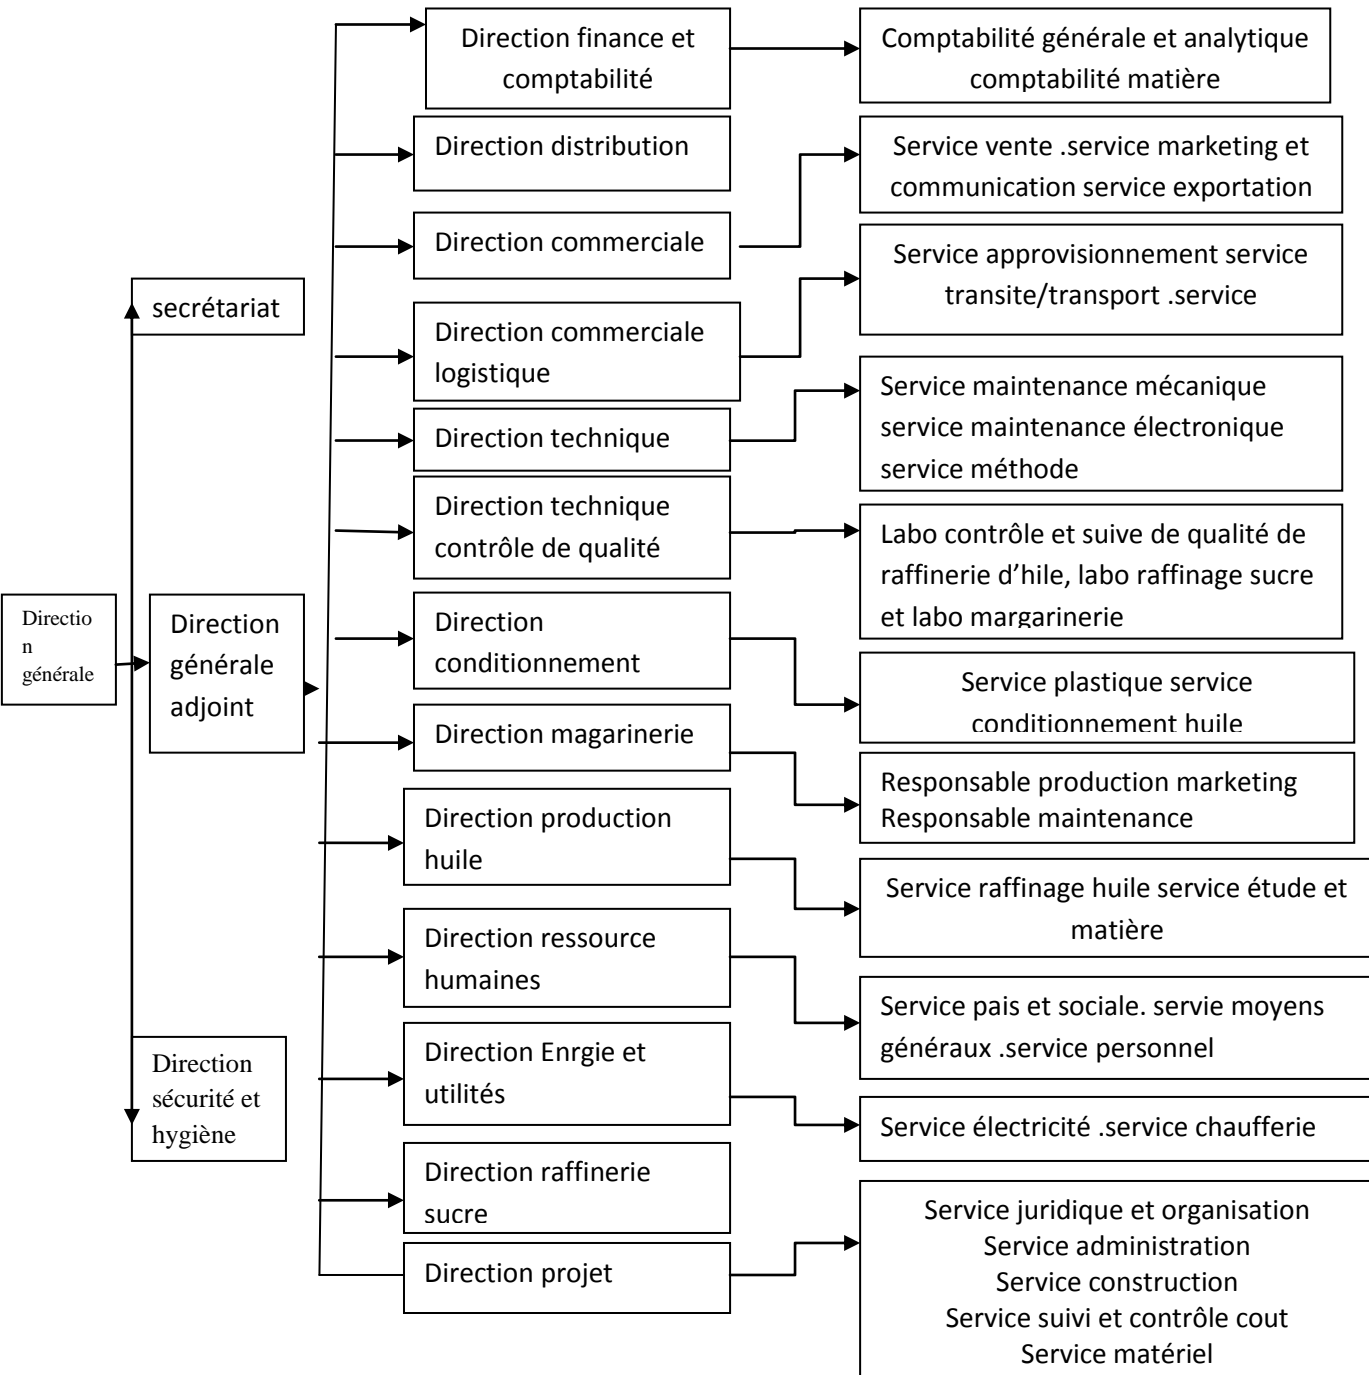 Direction finance et
comptabilité
Comptabilité générale et analytique
comptabilité matière
Direction distribution
Service vente .service marketing et
communication service exportation
Direction commerciale
Service approvisionnement service
transite/transport .service
secrétariat
Direction commerciale
logistique
Service maintenance mécanique
service maintenance électronique
service méthode
Direction technique
Direction technique
contrôle de qualité
Labo contrôle et suive de qualité de
raffinerie d’hile, labo raffinage sucre
et labo margarinerie
Directio
n
générale
Direction
générale
adjoint
Direction
conditionnement
Service plastique service
conditionnement huile
Direction magarinerie
Responsable production marketing
Responsable maintenance
Direction production
huile
Service raffinage huile service étude et
matière
Direction ressource
humaines
Service pais et sociale. servie moyens
généraux .service personnel
Direction
sécurité et
hygiène
Direction Enrgie et
utilités
Service électricité .service chaufferie
Direction raffinerie
sucre
Direction projet
Service juridique et organisation
Service administration
Service construction
Service suivi et contrôle cout
Service matériel